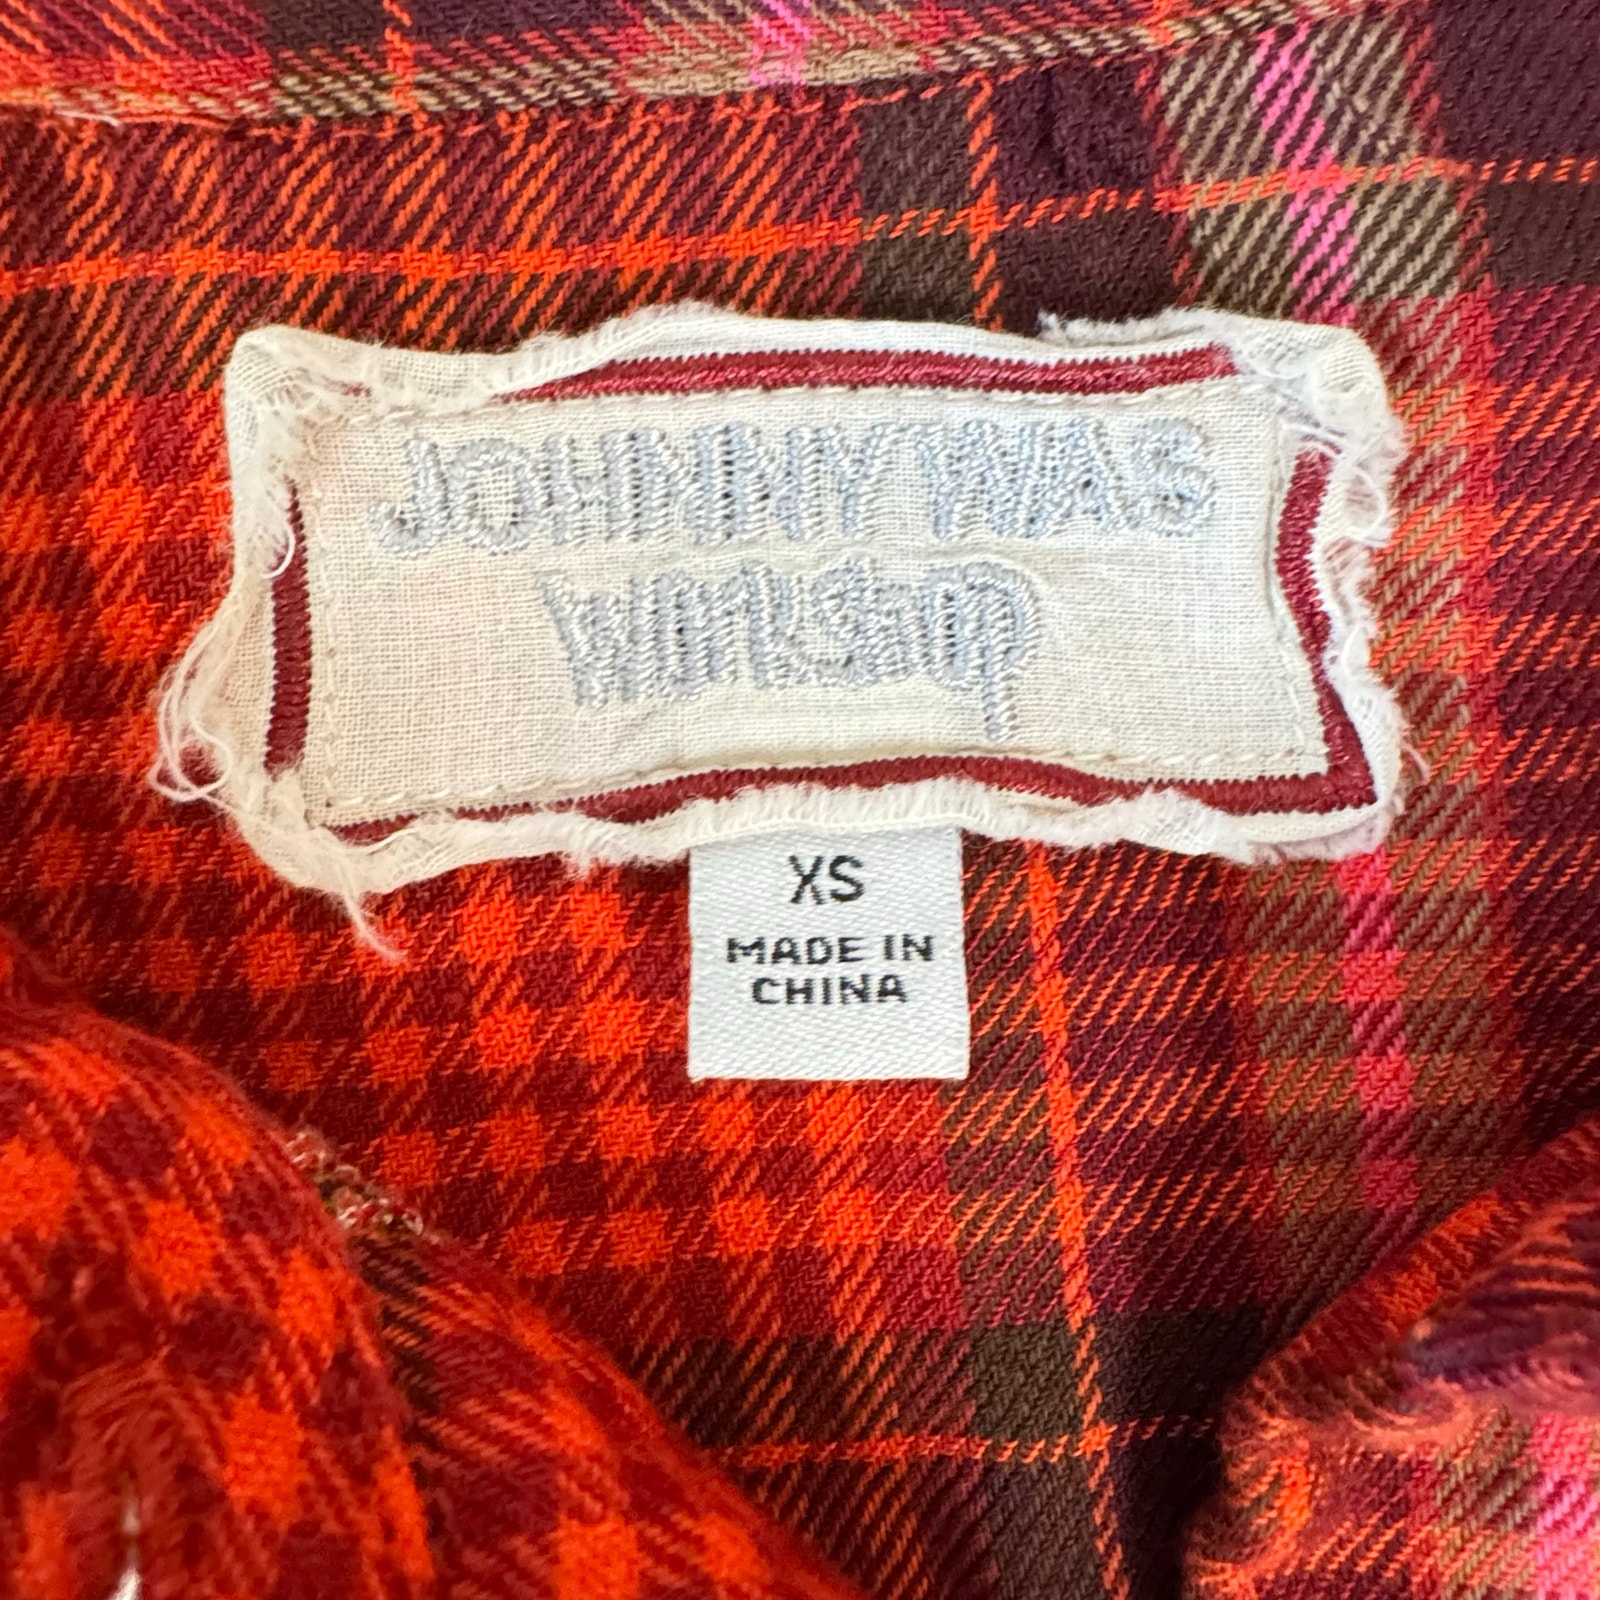 JOHNNY WAS
WORKSHOP
XS
MADE IN
CHINA